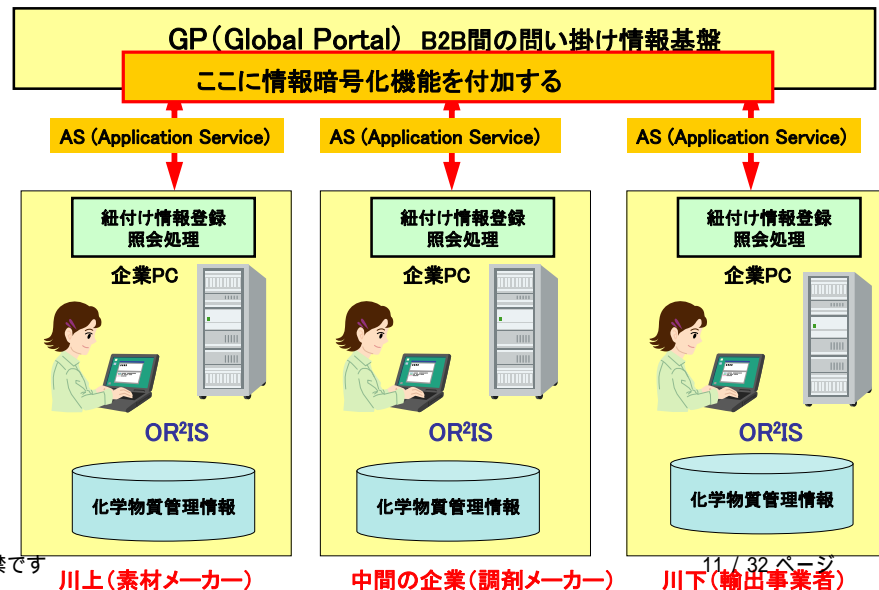 GP（Global Portal） B2B間の問い掛け情報基盤
ここに情報暗号化機能を付加する
AS (Application Service)
AS (Application Service)
AS (Application Service)
紐付け情報登録
照会処理
企業PC
OR²IS
化学物質管理情報
紐付け情報登録
照会処理
企業PC
OR²IS
化学物質管理情報
紐付け情報登録
照会処理
企業PC
OR²IS
化学物質管理情報
禁です
11 / 32 ページ
川上（素材メーカー）
中間の企業（調剤メーカー）
川下（輸出事業者）